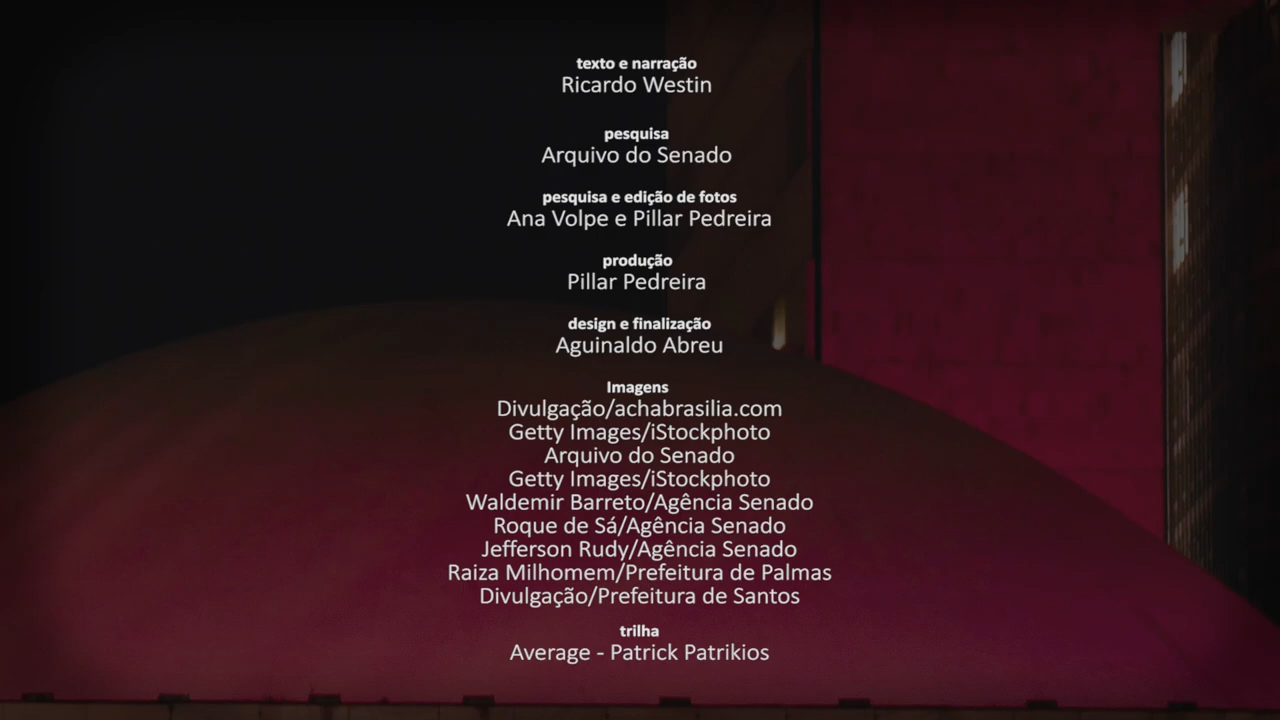 texto e narração
Ricardo Westin
pesquisa
Arquivo do Senado
pesquisa e edição de fotos
Ana Volpe e Pillar Pedreira
produção
Pillar Pedreira
design e finalização
Aguinaldo Abreu
Imagens
Divulgação/achabrasilia.com
Getty Images/iStockphoto
Arquivo do Senado
Getty Images/iStockphoto
Waldemir Barreto/Agência Senado
Roque de Sá/Agência Senado
Jefferson Rudy/Agência Senado
Raiza Milhomem/Prefeitura de Palmas
Divulgação/Prefeitura de Santos
trilha
Average - Patrick Patrikios